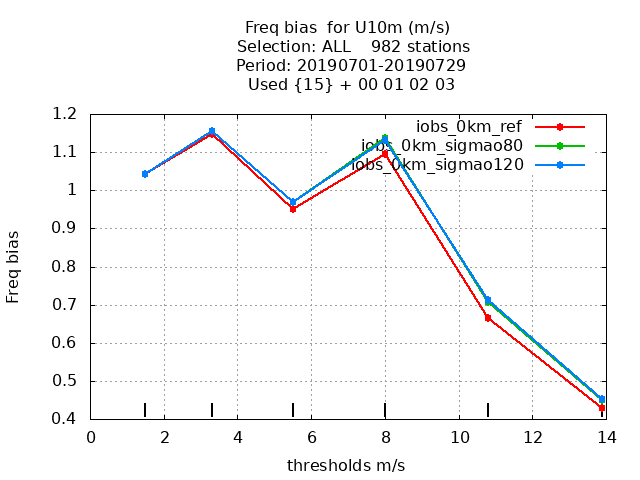 Freq bias  for U10m (m/s)
Selection: ALL    982 stations
Period: 20190701-20190729
Used {15} + 00 01 02 03
iobs_0km_ref
iobs_0km_sigmao80
iobs_0km_sigmao120
Freq bias
1.2
1.1
1
0.9
0.8
0.7
0.6
0.5
0.4
0 2 4 6 8 10 12 14
thresholds m/s